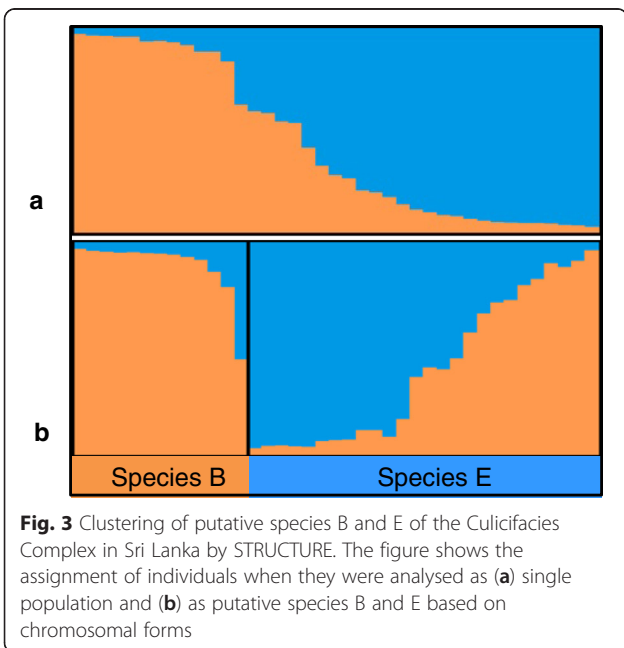 a
b
Species B Species E
Fig. 3 Clustering of putative species B and E of the Culicifacies
Complex in Sri Lanka by STRUCTURE. The figure shows the
assignment of individuals when they were analysed as (a) single
population and (b) as putative species B and E based on
chromosomal forms